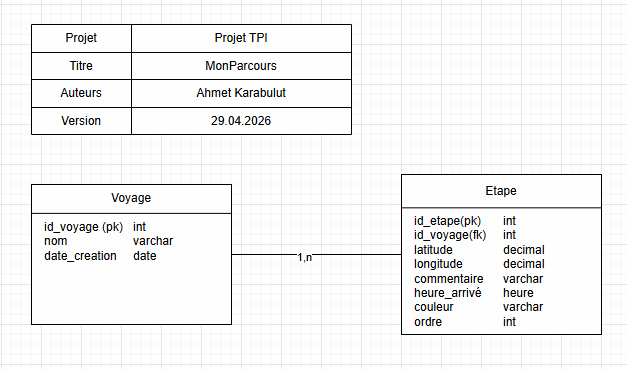 Projet Projet TPI
Titre MonParcours
Auteurs Ahmet Karabulut
Version 29.04.2026
Voyage
id_voyage (pk) int
nom varchar
date_creation date
1,n
Etape
id_etape(pk) int
id_voyage(fk) int
latitude decimal
longitude decimal
commentaire varchar
heure_arrivé heure
couleur varchar
ordre int